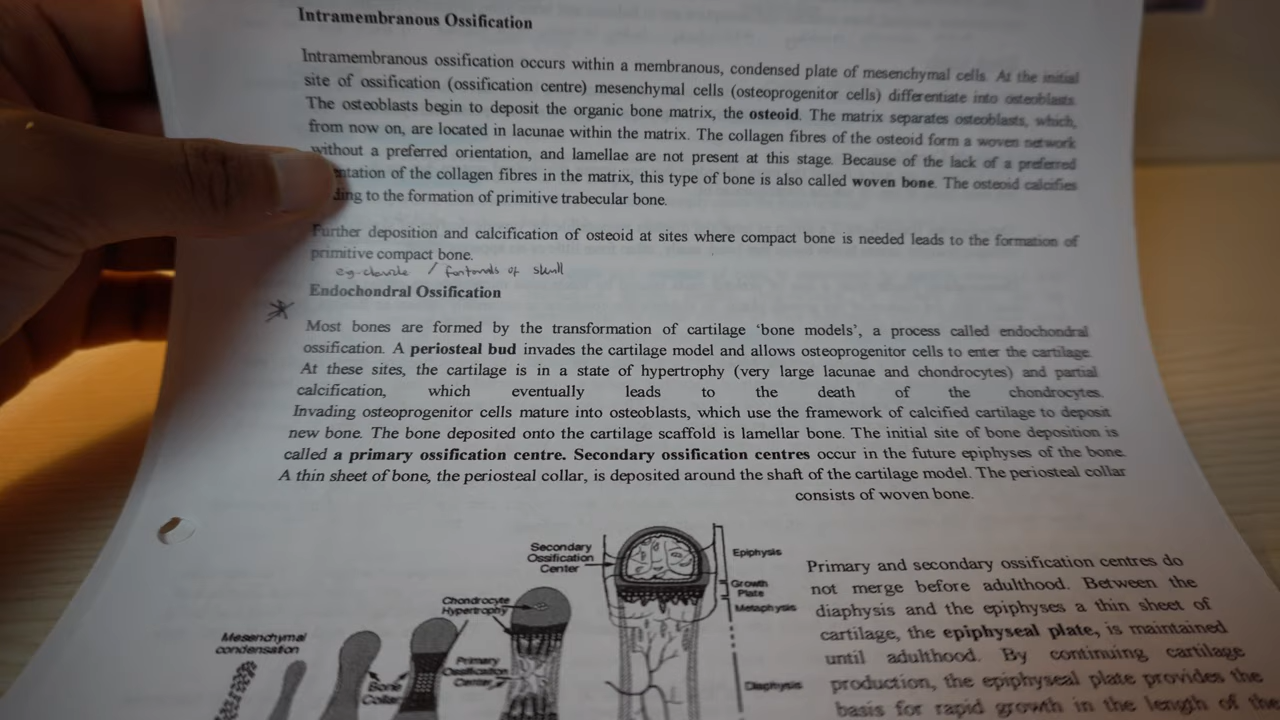 Intramembranous Ossification
Intramembranous ossification occurs within a membranous, condensed plate of mesenchymal cells. At the initial
site of ossification (ossification centre) mesenchymal cells (osteoprogenitor cells) differentiate into osteoblasts.
The osteoblasts begin to deposit the organic bone matrix, the osteoid. The matrix separates osteoblasts, which,
from now on, are located in lacunae within the matrix. The collagen fibres of the osteoid form a woven network
without a preferred orientation, and lamellae are not present at this stage. Because of the lack of a preferred
ntation of the collagen fibres in the matrix, this type of bone is also called woven bone. The osteoid calcifies
ding to the formation of primitive trabecular bone.
Further deposition and calcification of osteoid at sites where compact bone is needed leads to the formation of
primitive compact bone.
eg. / of skull
Endochondral Ossification
Most bones are formed by the transformation of cartilage ‘bone models’, a process called endochondral
ossification. A periosteal bud invades the cartilage model and allows osteoprogenitor cells to enter the cartilage.
At these sites, the cartilage is in a state of hypertrophy (very large lacunae and chondrocytes) and partial
calcification, which eventually leads to the death of the chondrocytes.
Invading osteoprogenitor cells mature into osteoblasts, which use the framework of calcified cartilage to deposit
new bone. The bone deposited onto the cartilage scaffold is lamellar bone. The initial site of bone deposition is
called a primary ossification centre. Secondary ossification centres occur in the future epiphyses of the bone.
A thin sheet of bone, the periosteal collar, is deposited around the shaft of the cartilage model. The periosteal collar
consists of woven bone.
Mesenchymal
condensation
Bone
Collar
Chondrocyte
Hypertrophy
Primary
Ossification
Center
Secondary
Ossification
Center
Epiphysis
Growth
Plate
Metaphysis
Diaphysis
Primary and secondary ossification centres do
not merge before adulthood. Between the
diaphysis and the epiphyses a thin sheet of
cartilage, the epiphyseal plate, is maintained
until adulthood. By continuing cartilage
production, the epiphyseal plate provides the
basis for rapid growth in the length of the